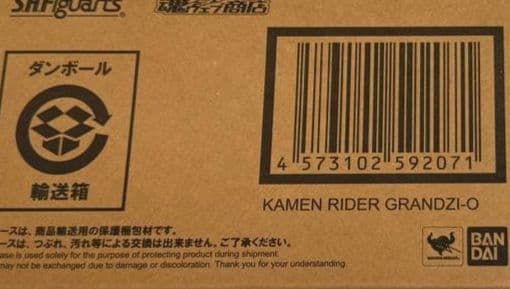 S.H.Figuarts
魂ウェブ商店
ダンボール
輸送箱
4 573102 592071
KAMEN RIDER GRANDZI-O
ースは、商品輸送用の保護梱包材です。
ースは、つぶれ、汚れ等による交換は出来ません。ご了承ください。
ase is used solely for the purpose of protecting product during shipment.
may not be exchanged due to damage or discoloration. Thank you for your understanding.
BAN
DAI